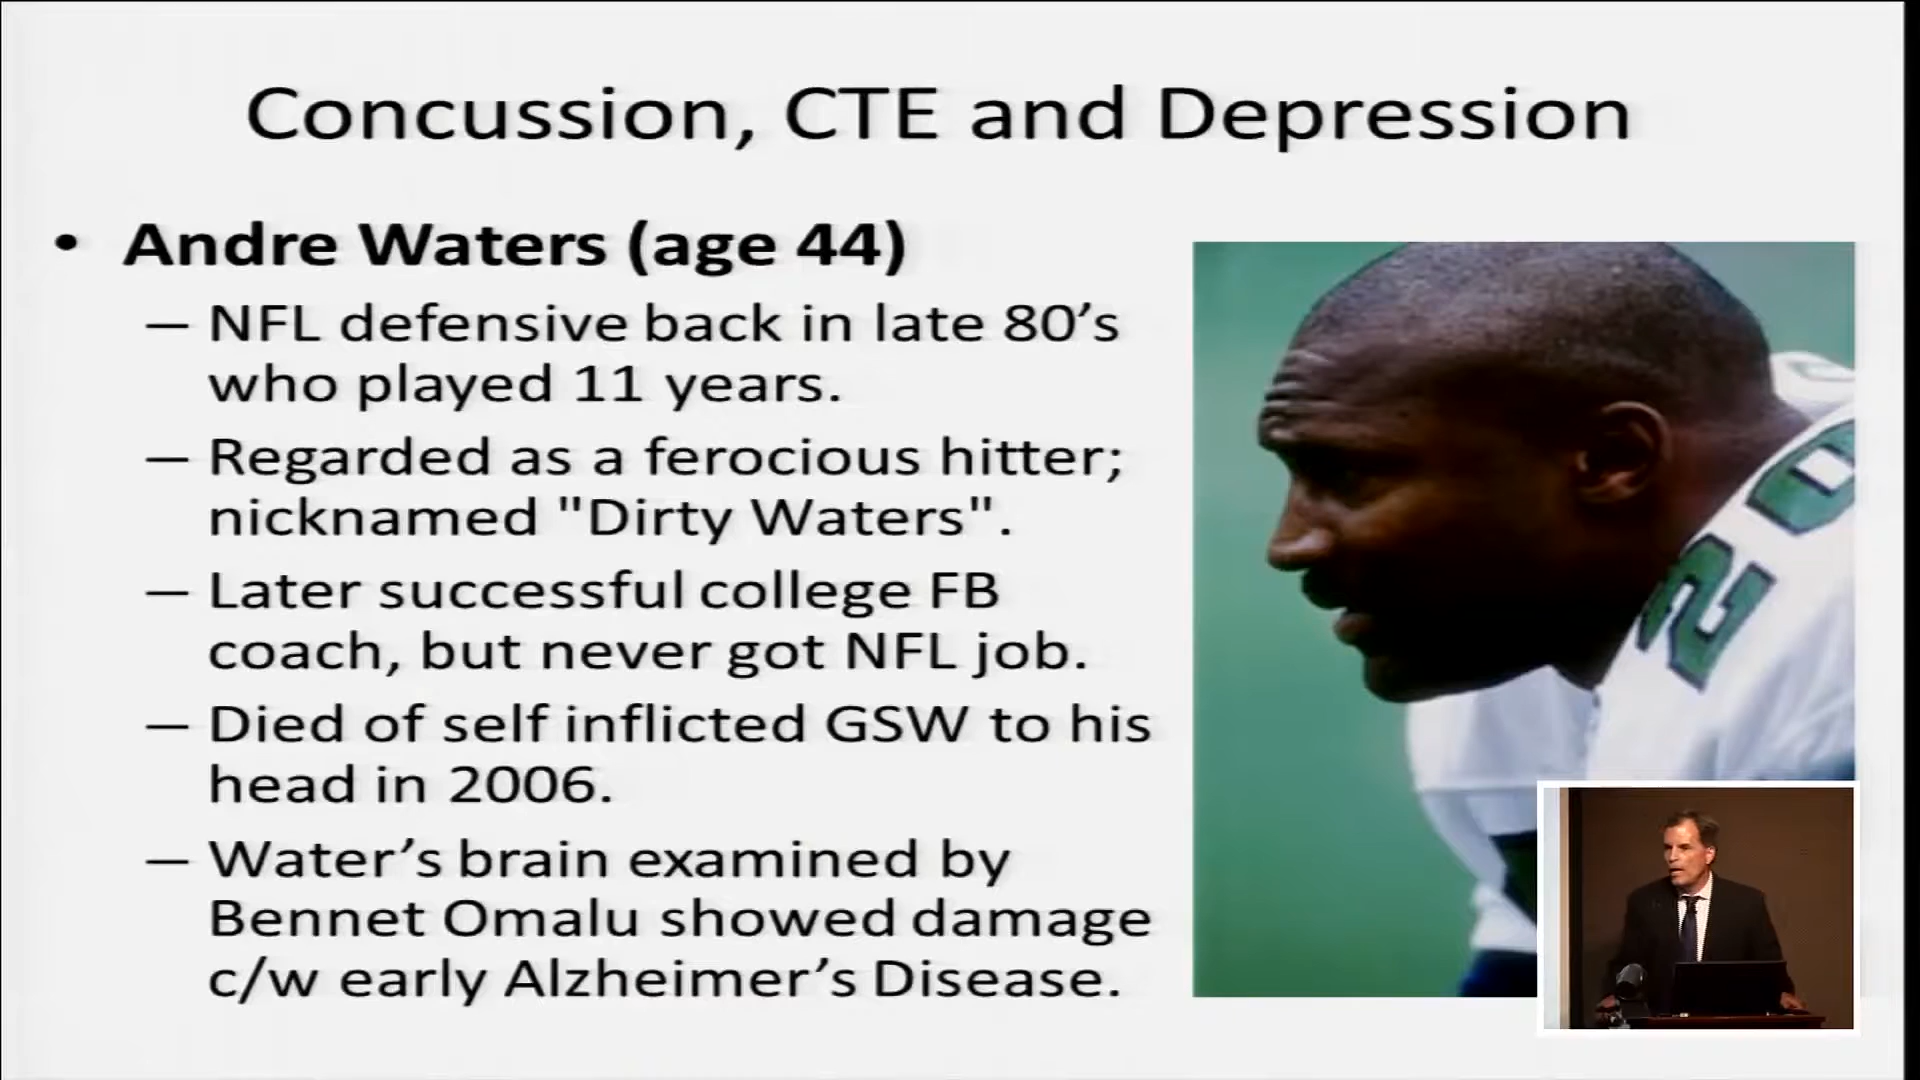 Concussion, CTE and Depression
• Andre Waters (age 44)
– NFL defensive back in late 80’s
who played 11 years.
– Regarded as a ferocious hitter;
nicknamed "Dirty Waters".
– Later successful college FB
coach, but never got NFL job.
– Died of self inflicted GSW to his
head in 2006.
– Water’s brain examined by
Bennet Omalu showed damage
c/w early Alzheimer’s Disease.
20